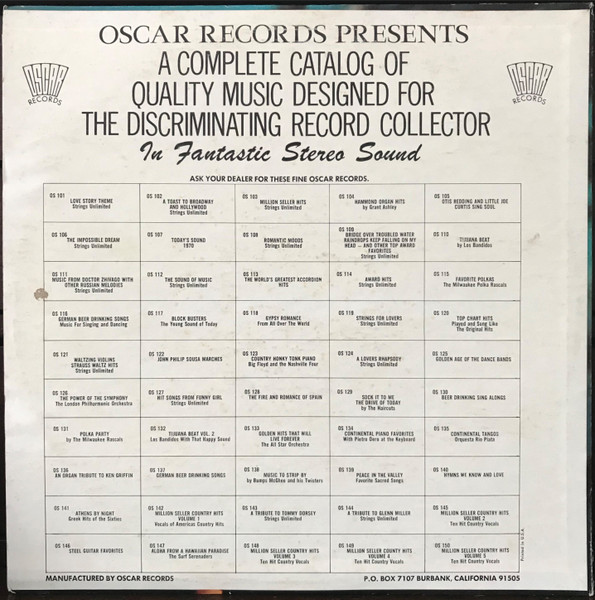 OSCAR RECORDS PRESENTS
A COMPLETE CATALOG OF
QUALITY MUSIC DESIGNED FOR
THE DISCRIMINATING RECORD COLLECTOR
In Fantastic Stereo Sound
OSCAR
RECORDS
OSCAR
RECORDS
ASK YOUR DEALER FOR THESE FINE OSCAR RECORDS.
OS 101
LOVE STORY THEME
Strings Unlimited
OS 102
A TOAST TO BROADWAY
AND HOLLYWOOD
Strings Unlimited
OS 103
MILLION SELLER HITS
Strings Unlimited
OS 104
HAMMOND ORGAN HITS
by Grant Ashley
OS 105
OTIS REDDING AND LITTLE JOE
CURTIS SING SOUL
OS 106
THE IMPOSSIBLE DREAM
Strings Unlimited
OS 107
TODAY'S SOUND
1970
OS 108
ROMANTIC MOODS
Strings Unlimited
OS 109
BRIDGE OVER TROUBLED WATER
RAINDROPS KEEP FALLING ON MY
HEAD — AND OTHER TOP AWARD
FAVORITES
Strings Unlimited
OS 110
TIJUANA BEAT
by Los Bandidos
OS 111
MUSIC FROM DOCTOR ZHIVAGO WITH
OTHER RUSSIAN MELODIES
Strings Unlimited
OS 112
THE SOUND OF MUSIC
Strings Unlimited
OS 113
THE WORLD'S GREATEST ACCORDION
HITS
OS 114
AWARD HITS
Strings Unlimited
OS 115
FAVORITE POLKAS
The Milwaukee Polka Rascals
OS 116
GERMAN BEER DRINKING SONGS
Music For Singing and Dancing
OS 117
BLOCK BUSTERS
The Young Sound of Today
OS 118
GYPSY ROMANCE
From All Over The World
OS 119
STRINGS FOR LOVERS
Strings Unlimited
OS 120
TOP CHART HITS
Played and Sung Like
The Original Hits
OS 121
WALTZING VIOLINS
STRAUSS WALTZ HITS
Strings Unlimited
OS 122
JOHN PHILIP SOUSA MARCHES
OS 123
COUNTRY HONKY TONK PIANO
Big Floyd and the Nashville Four
OS 124
A LOVERS RHAPSODY
Strings Unlimited
OS 125
GOLDEN AGE OF THE DANCE BANDS
OS 126
THE POWER OF THE SYMPHONY
The London Philharmonic Orchestra
OS 127
HIT SONGS FROM FUNNY GIRL
Strings Unlimited
OS 128
THE FIRE AND ROMANCE OF SPAIN
OS 129
SOCK IT TO ME
THE DRIVE OF TODAY
by The Haircuts
OS 130
BEER DRINKING SING ALONGS
OS 131
POLKA PARTY
by The Milwaukee Rascals
OS 132
TIJUANA BEAT VOL. 2
Los Bandidos With That Happy Sound
OS 133
GOLDEN HITS THAT WILL
LIVE FOREVER
The All Star Orchestra
OS 134
CONTINENTAL PIANO FAVORITES
With Pietro Dero at the Keyboard
OS 135
CONTINENTAL TANGOS
Orquesta Rio Plata
OS 136
AN ORGAN TRIBUTE TO KEN GRIFFIN
OS 137
GERMAN BEER DRINKING SONGS
OS 138
MUSIC TO STRIP BY
by Bumps McGhee and his Twisters
OS 139
PEACE IN THE VALLEY
Favorite Sacred Songs
OS 140
HYMNS WE KNOW AND LOVE
OS 141
ATHENS BY NIGHT
Greek Hits of the Sixties
OS 142
MILLION SELLER COUNTRY HITS
VOLUME 1
Vocals of American Country Hits
OS 143
A TRIBUTE TO TOMMY DORSEY
Strings Unlimited
OS 144
A TRIBUTE TO GLENN MILLER
Strings Unlimited
OS 145
MILLION SELLER COUNTRY HITS
VOLUME 2
Ten Hit Country Vocals
OS 146
STEEL GUITAR FAVORITES
OS 147
ALOHA FROM A HAWAIIAN PARADISE
The Surf Serenaders
OS 148
MILLION SELLER COUNTRY HITS
VOLUME 3
Ten Hit Country Vocals
OS 149
MILLION SELLER COUNTRY HITS
VOLUME 4
Ten Hit Country Vocals
OS 150
MILLION SELLER COUNTRY HITS
VOLUME 5
Ten Hit Country Vocals
Printed in U.S.A.
MANUFACTURED BY OSCAR RECORDS
P.O. BOX 7107 BURBANK, CALIFORNIA 91505